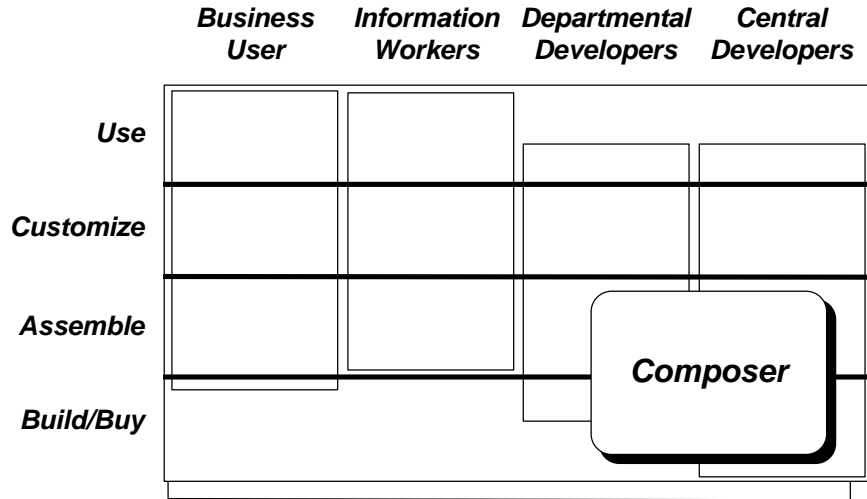 Business Information Departmental Central
User Workers Developers Developers
Use
Customize
Assemble
Composer
Build/Buy